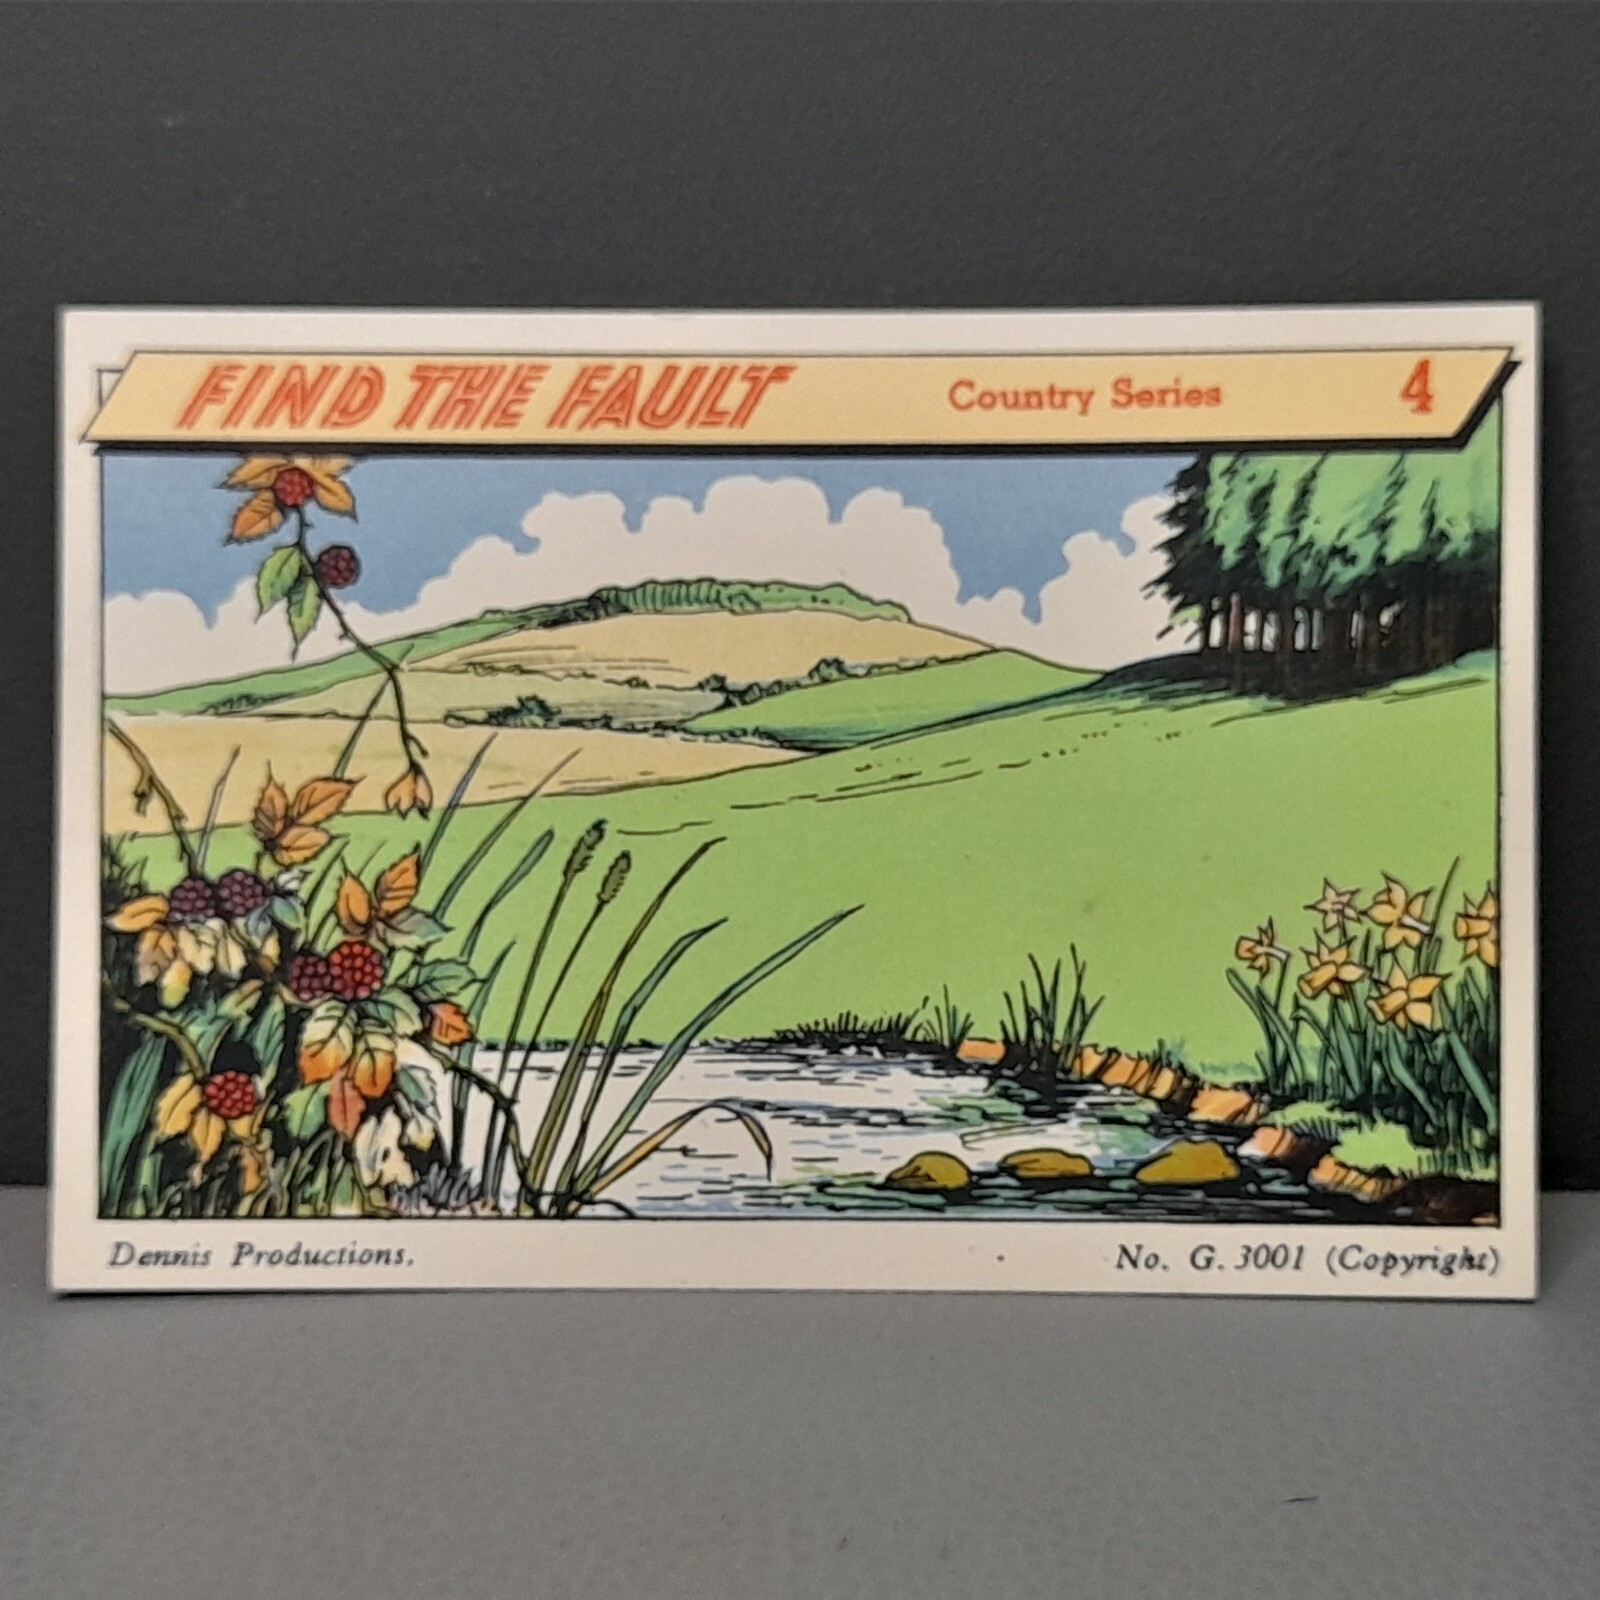 FIND THE FAULT Country Series 4
Dennis Productions. No. G. 3001 (Copyright)